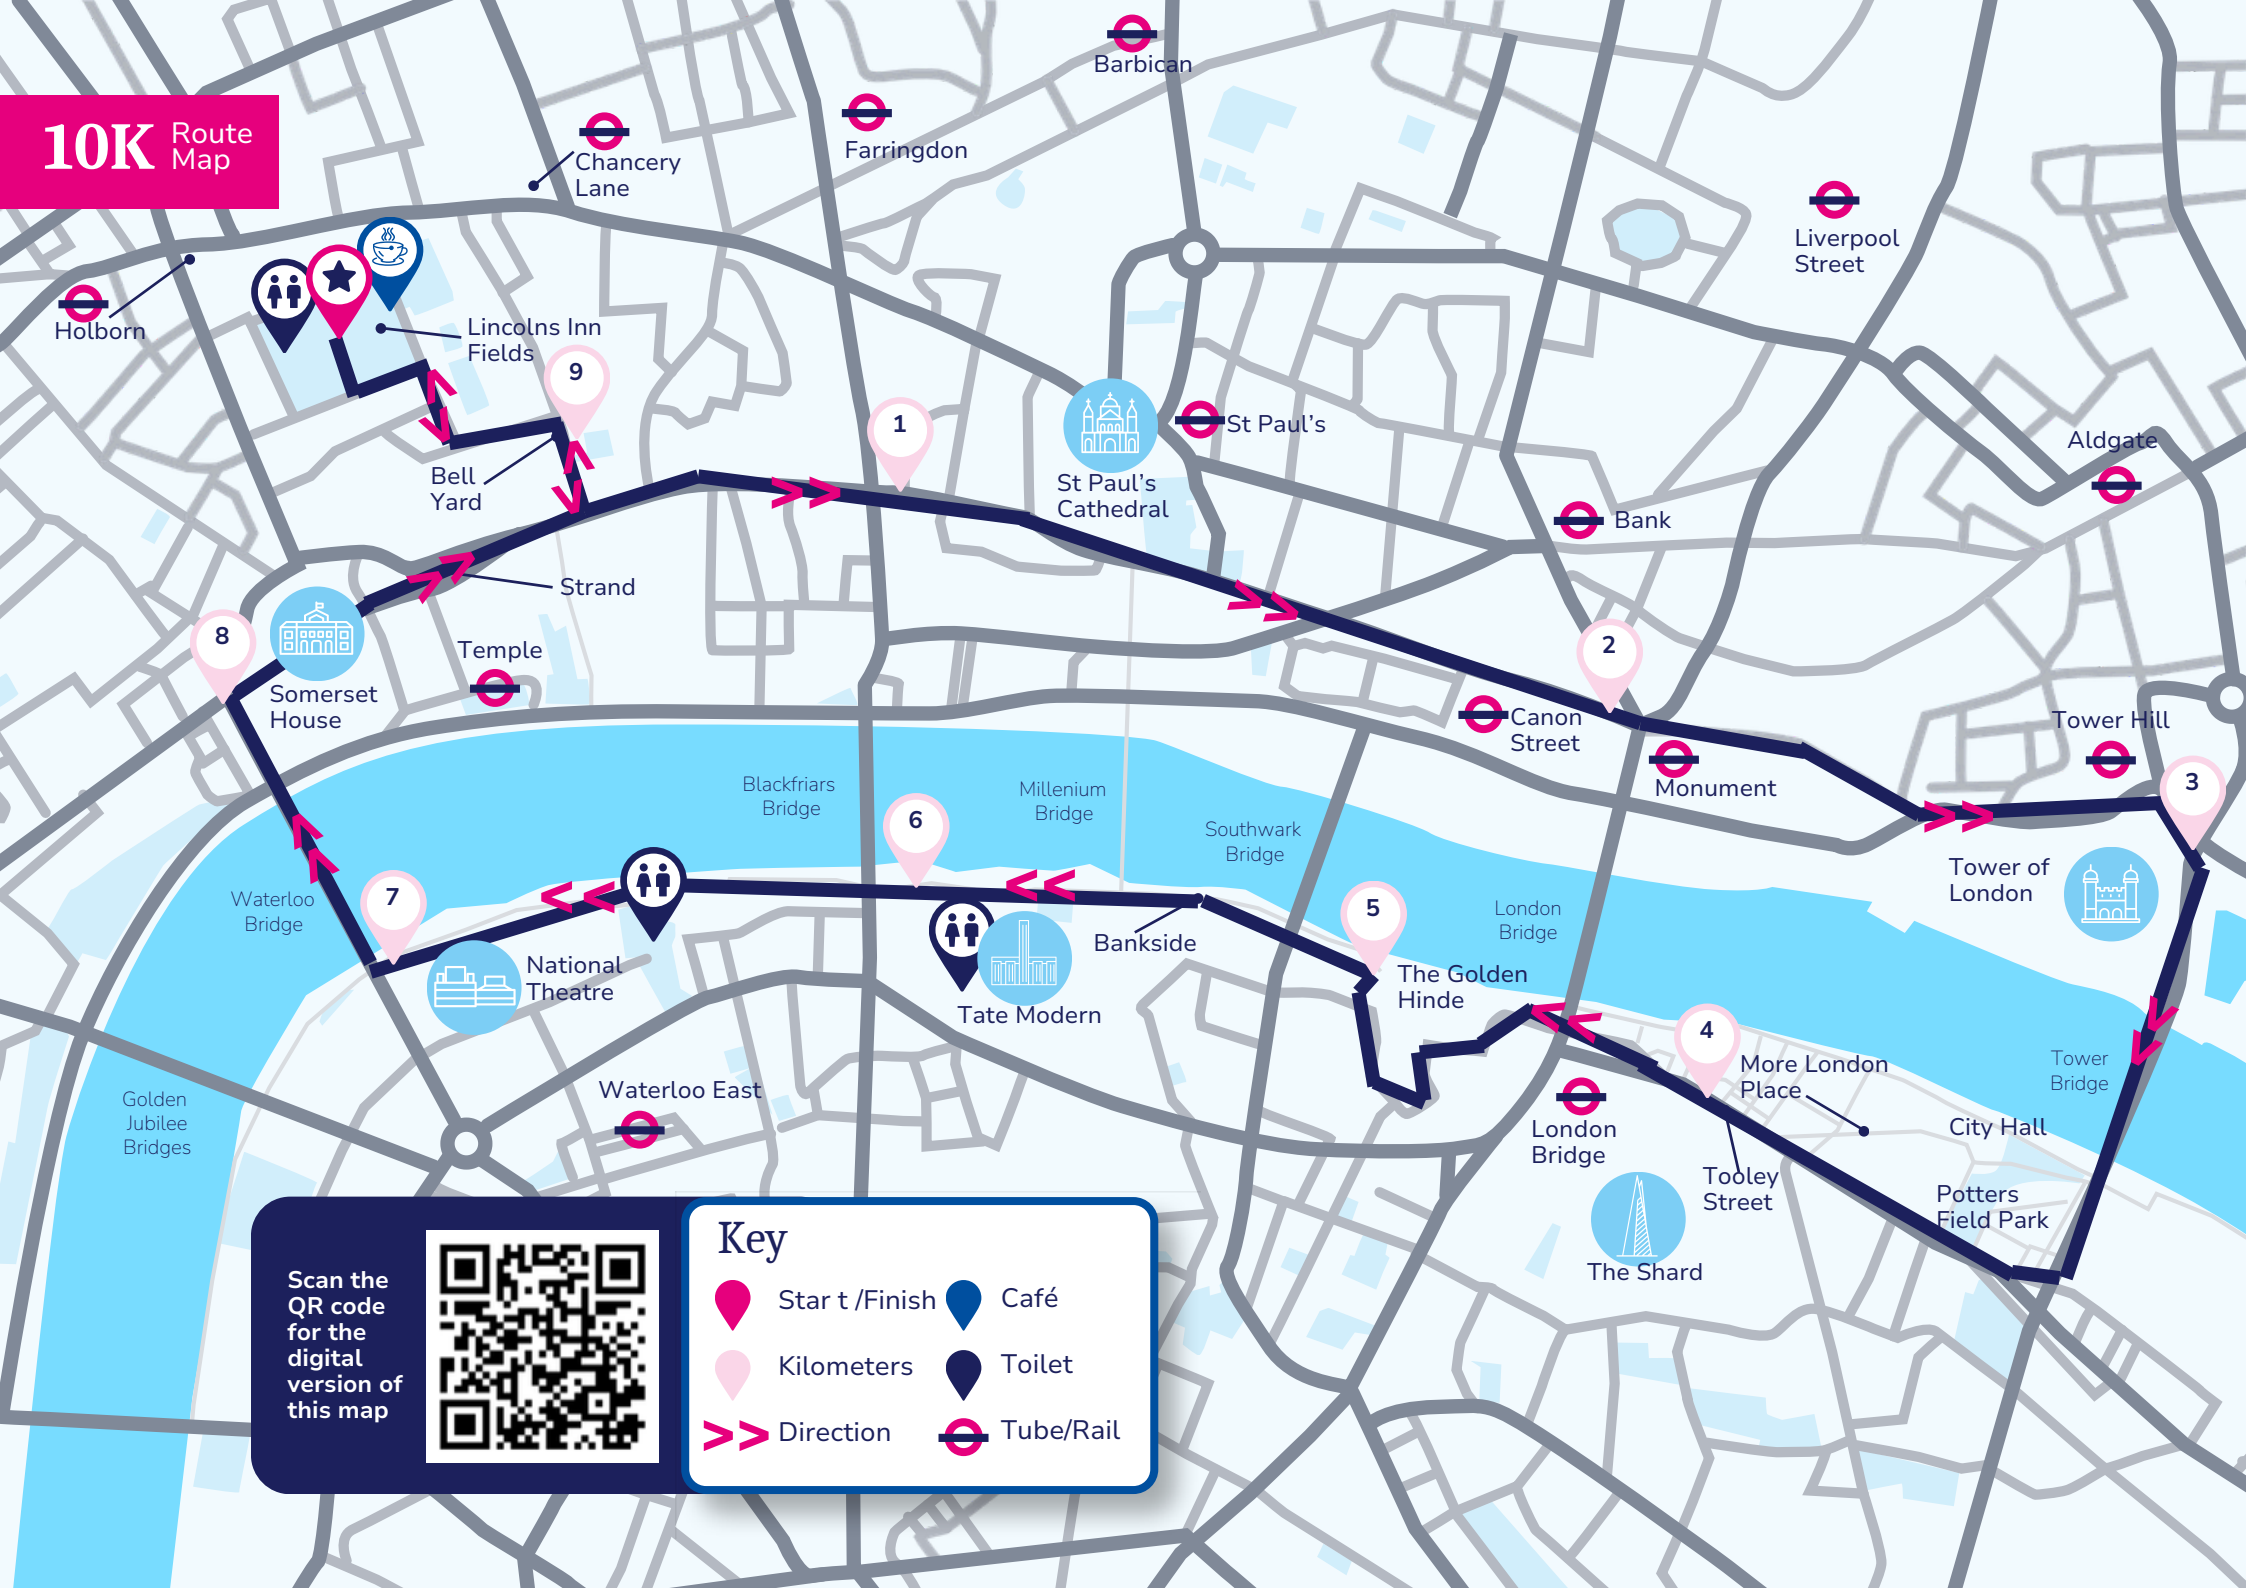 10K Route
Map
Barbican
Chancery
Lane
Farringdon
Liverpool
Street
Holborn
Lincolns Inn
Fields
9
1
St Paul's
Aldgate
Bell
Yard
St Paul's
Cathedral
Bank
Strand
8
Temple
2
Somerset
House
Canon
Street
Tower Hill
Monument
3
Blackfriars
Bridge
Millenium
Bridge
6
Southwark
Bridge
Tower of
London
Waterloo
Bridge
7
5
London
Bridge
Bankside
National
Theatre
The Golden
Hinde
Tate Modern
4
More London
Place
Tower
Bridge
Waterloo East
Golden
Jubilee
Bridges
London
Bridge
City Hall
Tooley
Street
Potters
Field Park
The Shard
Scan the
QR code
for the
digital
version of
this map
Key
Star t /Finish
Café
Kilometers
Toilet
>> Direction
Tube/Rail